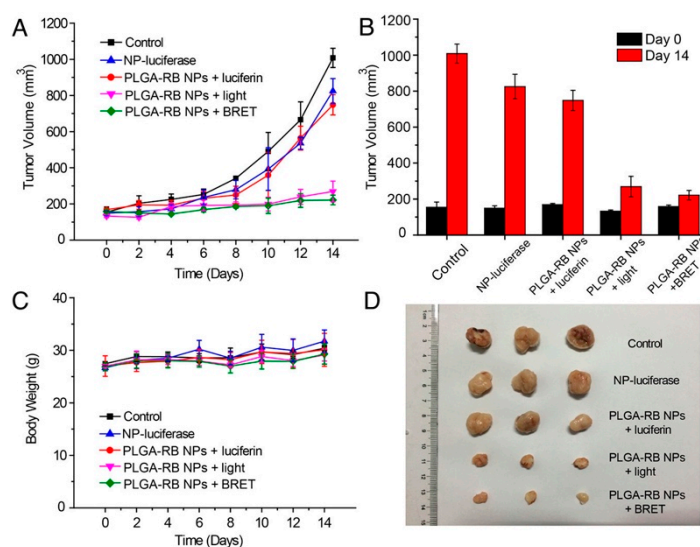 A
Control
NP-luciferase
PLGA-RB NPs + luciferin
PLGA-RB NPs + light
PLGA-RB NPs + BRET
Tumor Volume (mm³)
1200
1000
800
600
400
200
0
0 2 4 6 8 10 12 14
Time (Days)
B
Day 0
Day 14
Tumor Volume (mm³)
1200
1000
800
600
400
200
0
Control
NP-luciferase
PLGA-RB NPs
+ luciferin
PLGA-RB NPs
+ light
PLGA-RB NP
+BRET
C
Body Weight (g)
40
30
20
10
0
Control
NP-luciferase
PLGA-RB NPs + luciferin
PLGA-RB NPs + light
PLGA-RB NPs + BRET
0 2 4 6 8 10 12 14
Time (Days)
D
Control
NP-luciferase
PLGA-RB NPs
+ luciferin
PLGA-RB NPs
+ light
PLGA-RB NPs
+ BRET